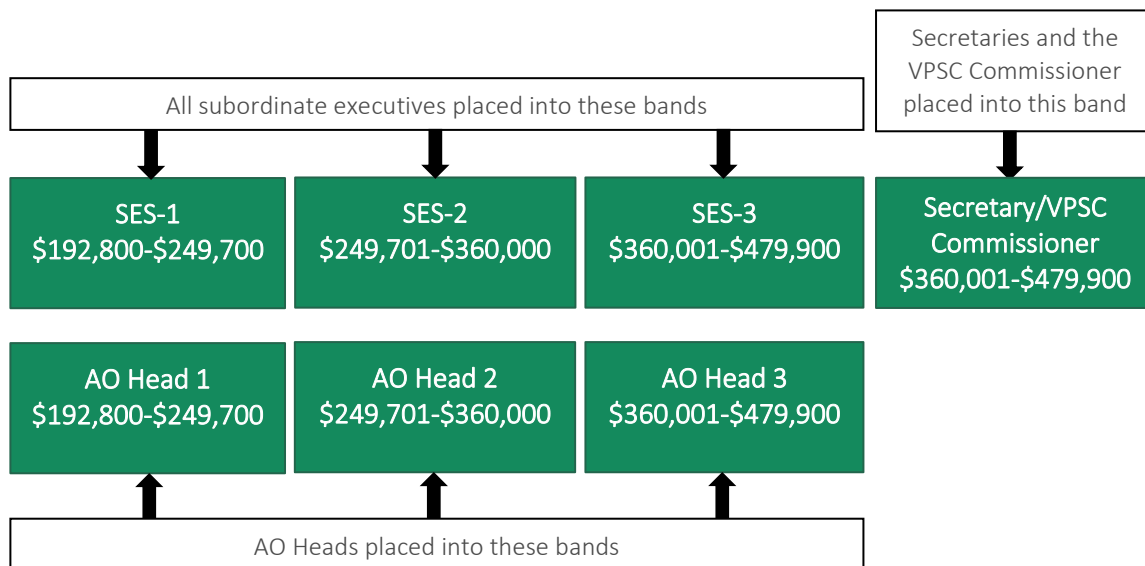 Secretaries and the
VPSC Commissioner
placed into this band
All subordinate executives placed into these bands
SES-1
$192,800-$249,700
SES-2
$249,701-$360,000
SES-3
$360,001-$479,900
Secretary/VPSC
Commissioner
$360,001-$479,900
AO Head 1
$192,800-$249,700
AO Head 2
$249,701-$360,000
AO Head 3
$360,001-$479,900
AO Heads placed into these bands